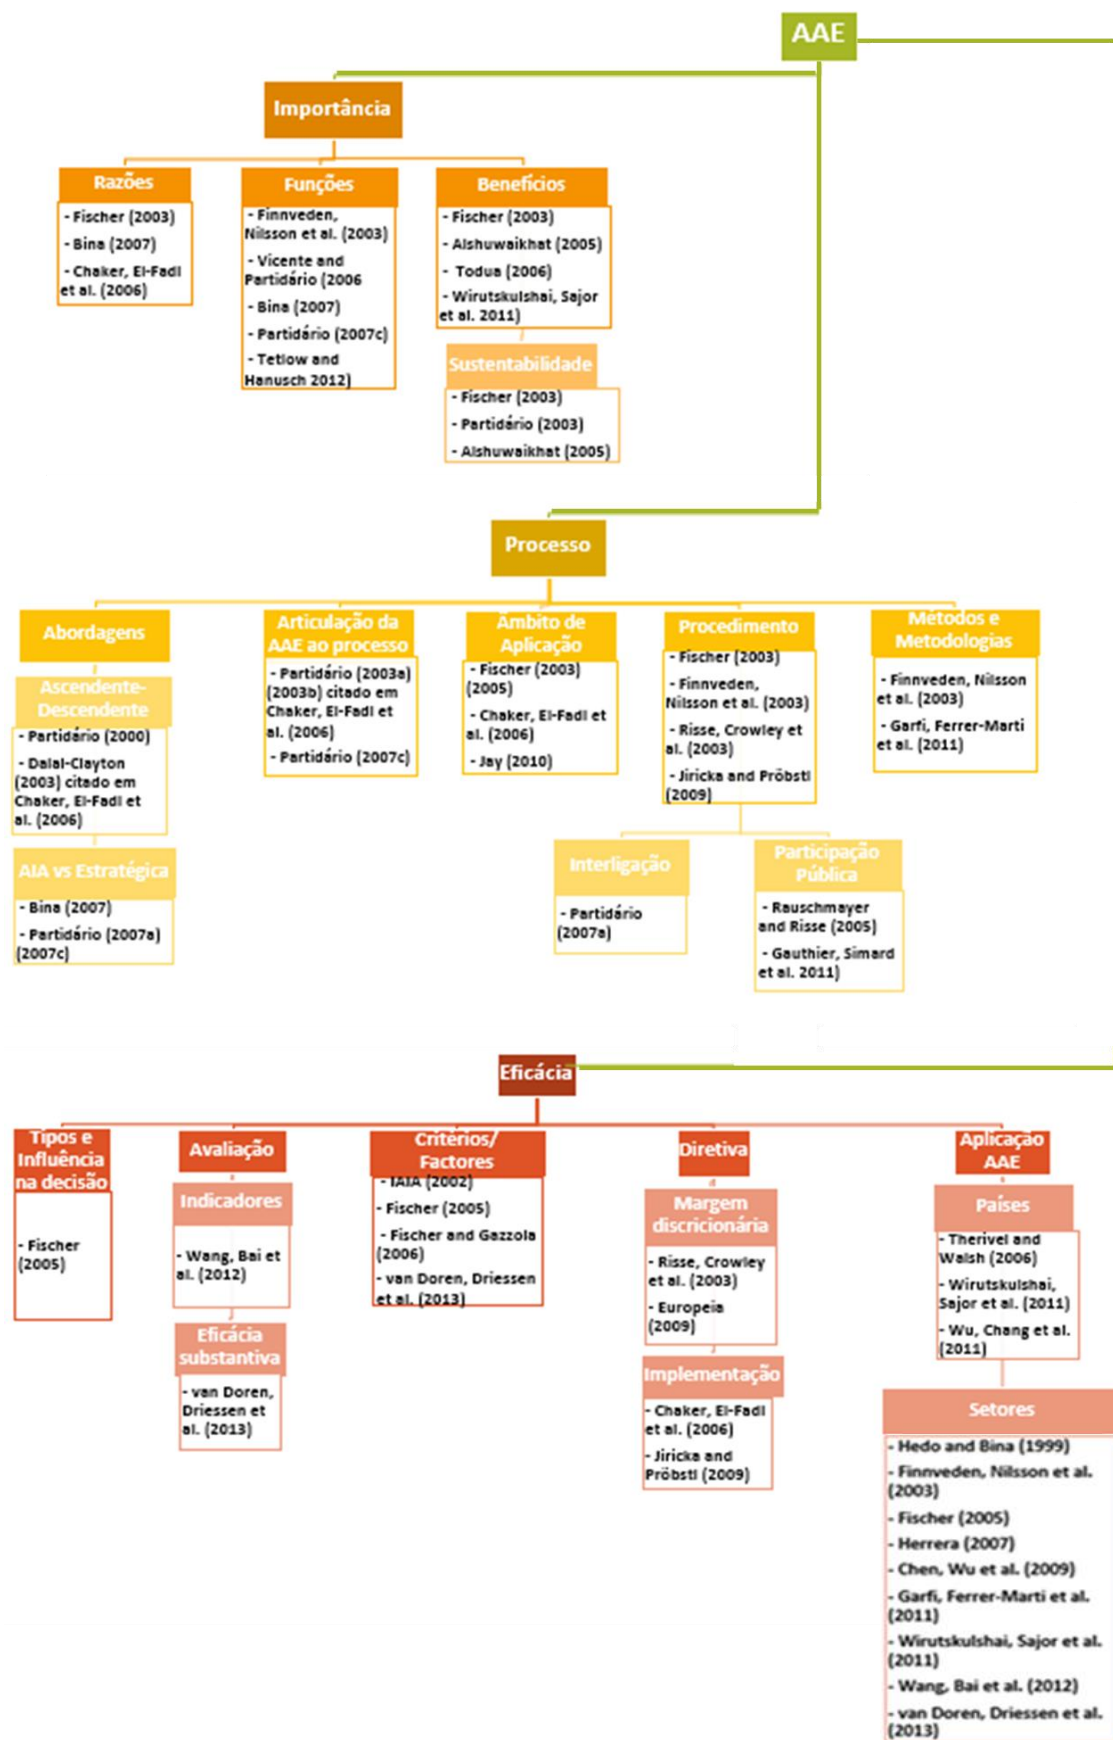 AAE
Importância
Razões
- Fischer (2003)
- Bina (2007)
- Chaker, El-Fadl
et al. (2006)
Funções
- Finnveden,
Nilsson et al. (2003)
- Vicente and
Partidário (2006
- Bina (2007)
- Partidário (2007c)
- Tetlow and
Hanusch 2012)
Benefícios
- Fischer (2003)
- Alshuwaikhat (2005)
- Todua (2006)
- Wirutskulshai, Sajor
et al. 2011)
Sustentabilidade
- Fischer (2003)
- Partidário (2003)
- Alshuwaikhat (2005)
Processo
Abordagens
Ascendente-
Descendente
- Partidário (2000)
- Dalal-Clayton
(2003) citado em
Chaker, El-Fadl et
al. (2006)
AIA vs Estratégica
- Bina (2007)
- Partidário (2007a)
(2007c)
Articulação da
AAE ao processo
- Partidário (2003a)
(2003b) citado em
Chaker, El-Fadl et
al. (2006)
- Partidário (2007c)
Âmbito de
Aplicação
- Fischer (2003)
(2005)
- Chaker, El-Fadl et
al. (2006)
- Jay (2010)
Procedimento
- Fischer (2003)
- Finnveden,
Nilsson et al. (2003)
- Risse, Crowley et
al. (2003)
- Jiricka and Pröbstl
(2009)
Interligação
- Partidário
(2007a)
Participação
Pública
- Rauschmayer
and Risse (2005)
- Gauthier, Simard
et al. 2011)
Métodos e
Metodologias
- Finnveden, Nilsson
et al. (2003)
- Garfi, Ferrer-Marti
et al. (2011)
Eficácia
Tipos e
Influência
na decisão
- Fischer
(2005)
Avaliação
Indicadores
- Wang, Bai et
al. (2012)
Eficácia
substantiva
- van Doren,
Driessen et
al. (2013)
Critérios/
Factores
- IAIA (2002)
- Fischer (2005)
- Fischer and Gazzola
(2006)
- van Doren, Driessen
et al. (2013)
Diretiva
Margem
discricionária
- Risse, Crowley
et al. (2003)
- Europeia
(2009)
Implementação
- Chaker, El-Fadl
et al. (2006)
- Jiricka and
Pröbstl (2009)
Aplicação
AAE
Países
- Therivel and
Walsh (2006)
- Wirutskulshai,
Sajor et al. (2011)
- Wu, Chang et al.
(2011)
Setores
- Hedo and Bina (1999)
- Finnveden, Nilsson et al.
(2003)
- Fischer (2005)
- Herrera (2007)
- Chen, Wu et al. (2009)
- Garfi, Ferrer-Marti et al.
(2011)
- Wirutskulshai, Sajor et al.
(2011)
- Wang, Bai et al. (2012)
- van Doren, Driessen et al.
(2013)